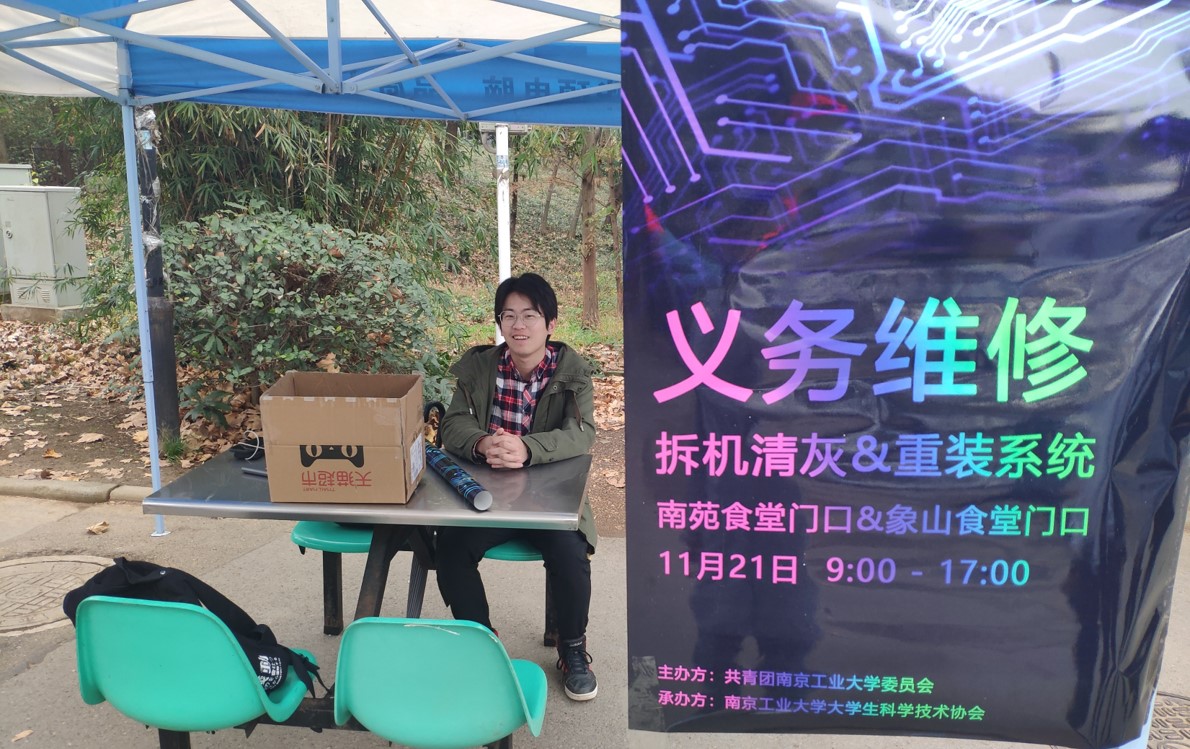 义务维修
拆机清灰&重装系统
南苑食堂门口&象山食堂门口
11月21日 9:00 - 17:00
主办方：共青团南京工业大学委员会
承办方：南京工业大学大学生科学技术协会
天猫超市